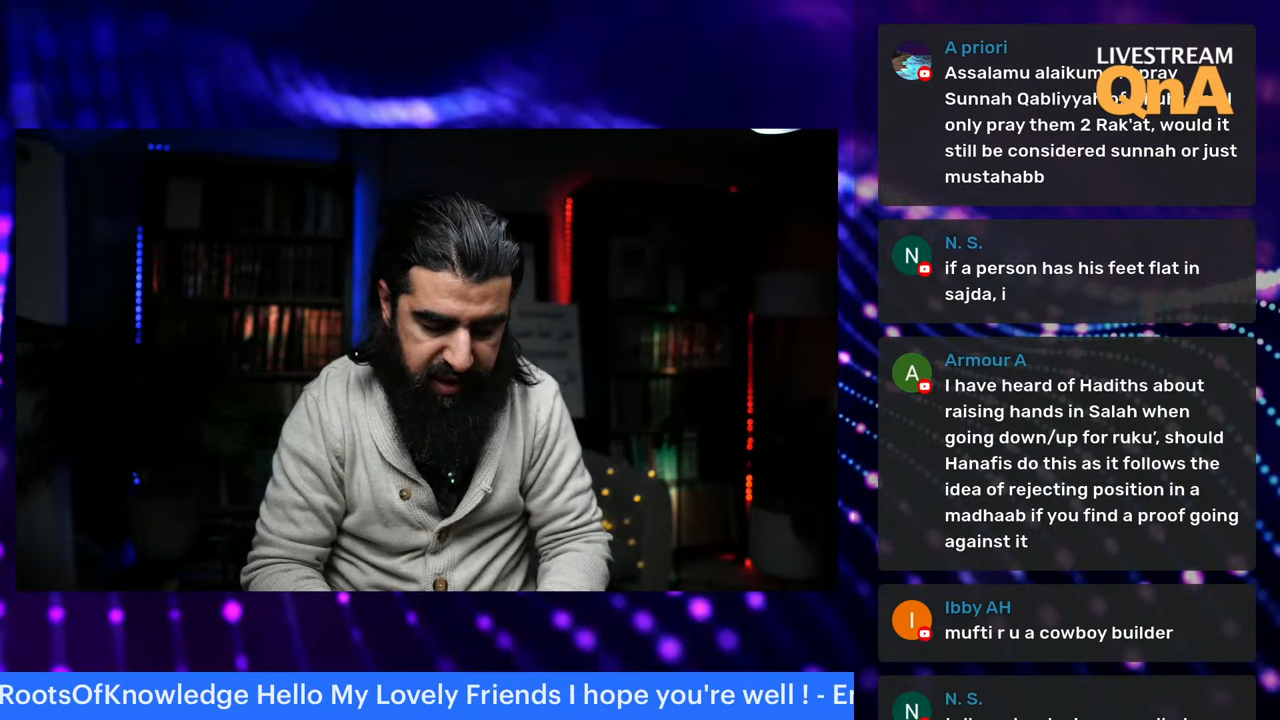 LIVESTREAM
QnA
A priori
Assalamu alaikum pray
Sunnah Qabliyyah
only pray them 2 Rak'at, would it
still be considered sunnah or just
mustahabb
N
N. S.
if a person has his feet flat in
sajda, i
A
Armour A
I have heard of Hadiths about
raising hands in Salah when
going down/up for ruku’, should
Hanafis do this as it follows the
idea of rejecting position in a
madhaab if you find a proof going
against it
I
Ibby AH
mufti r u a cowboy builder
N
N. S.
RootsOfKnowledge Hello My Lovely Friends I hope you're well ! -